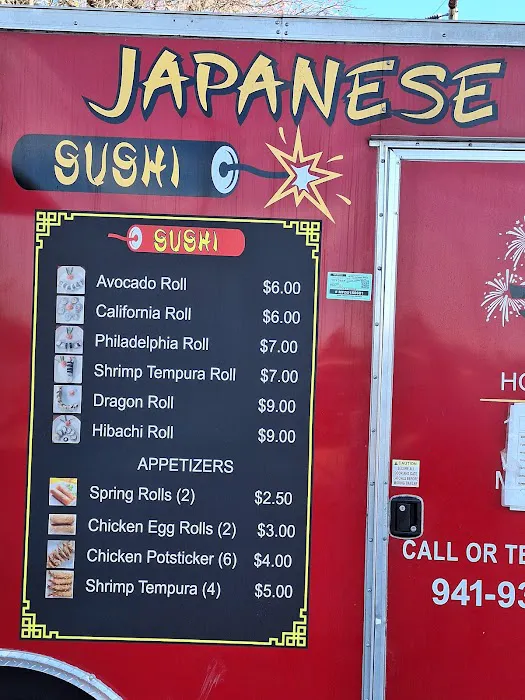 JAPANESE
SUSHI
SUSHI
Avocado Roll $6.00
California Roll $6.00
Philadelphia Roll $7.00
Shrimp Tempura Roll $7.00
Dragon Roll $9.00
Hibachi Roll $9.00
APPETIZERS
Spring Rolls (2) $2.50
Chicken Egg Rolls (2) $3.00
Chicken Potsticker (6) $4.00
Shrimp Tempura (4) $5.00
HO
CAUTION
CALL OR TE
941-93